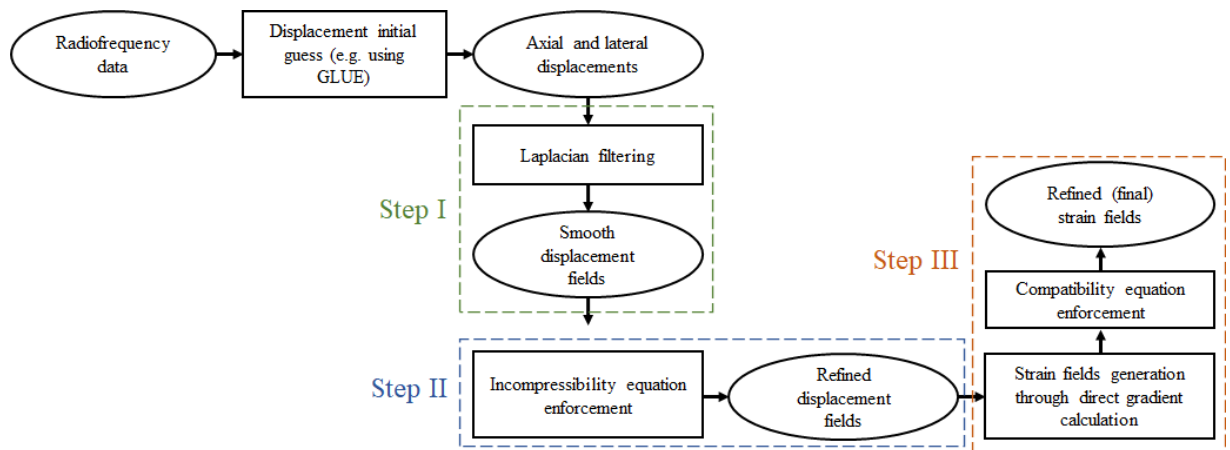 Radiofrequency
data
Displacement initial
guess (e.g. using
GLUE)
Axial and lateral
displacements
Laplacian filtering
Step I
Smooth
displacement
fields
Step II
Incompressibility equation
enforcement
Refined
displacement
fields
Step III
Refined (final)
strain fields
Compatibility equation
enforcement
Strain fields generation
through direct gradient
calculation